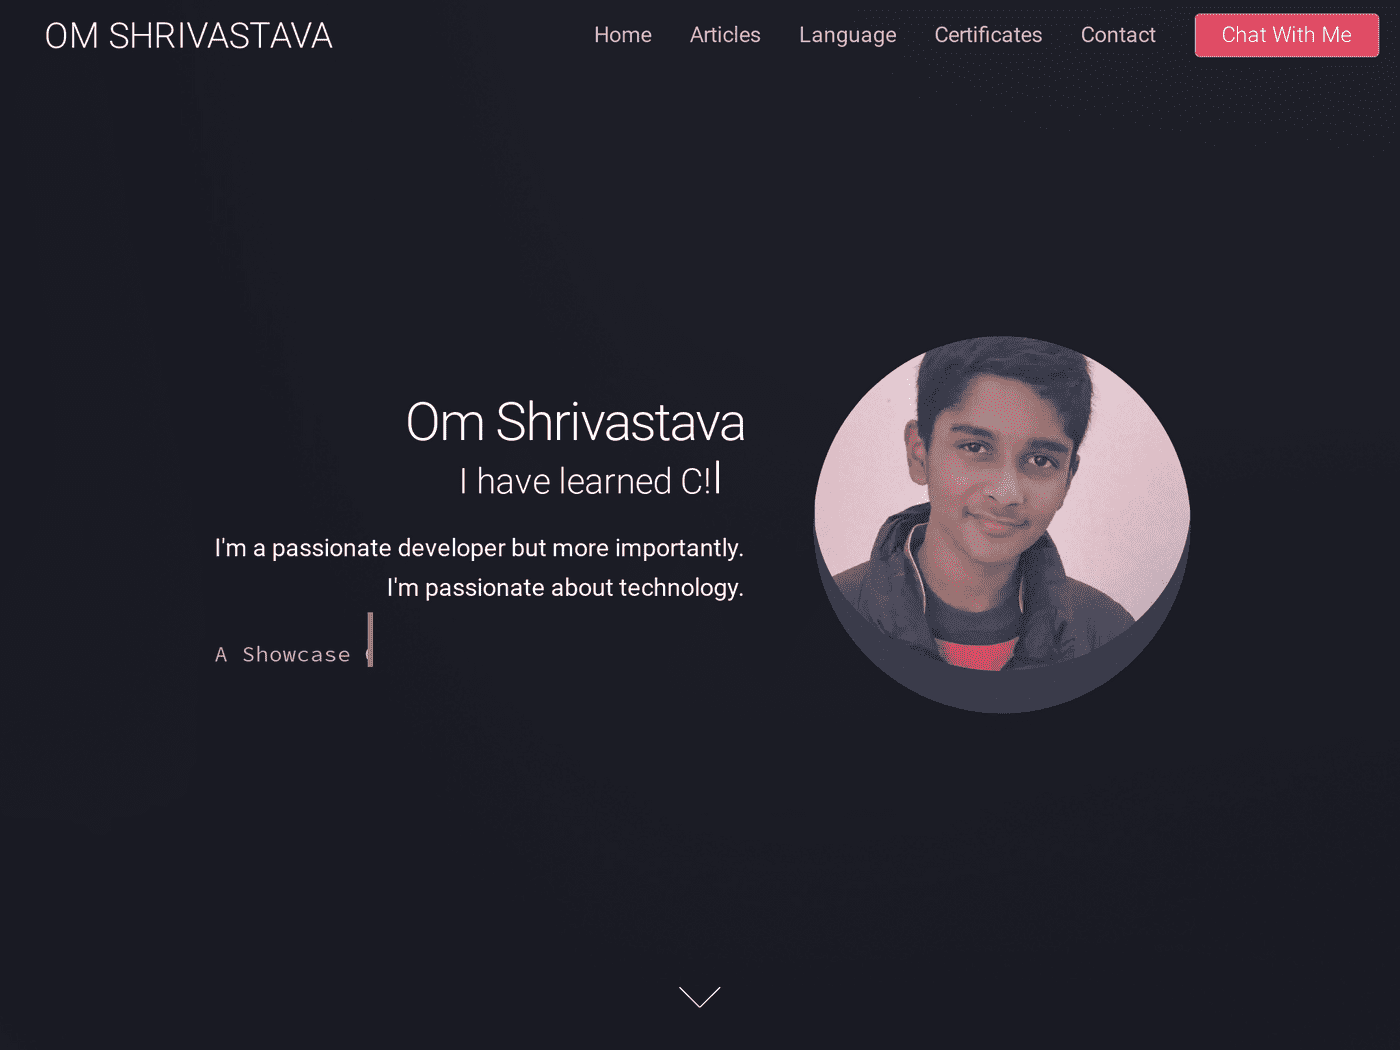 OM SHRIVASTAVA
Home Articles Language Certificates Contact Chat With Me
Om Shrivastava
I have learned C!
I'm a passionate developer but more importantly.
I'm passionate about technology.
A Showcase